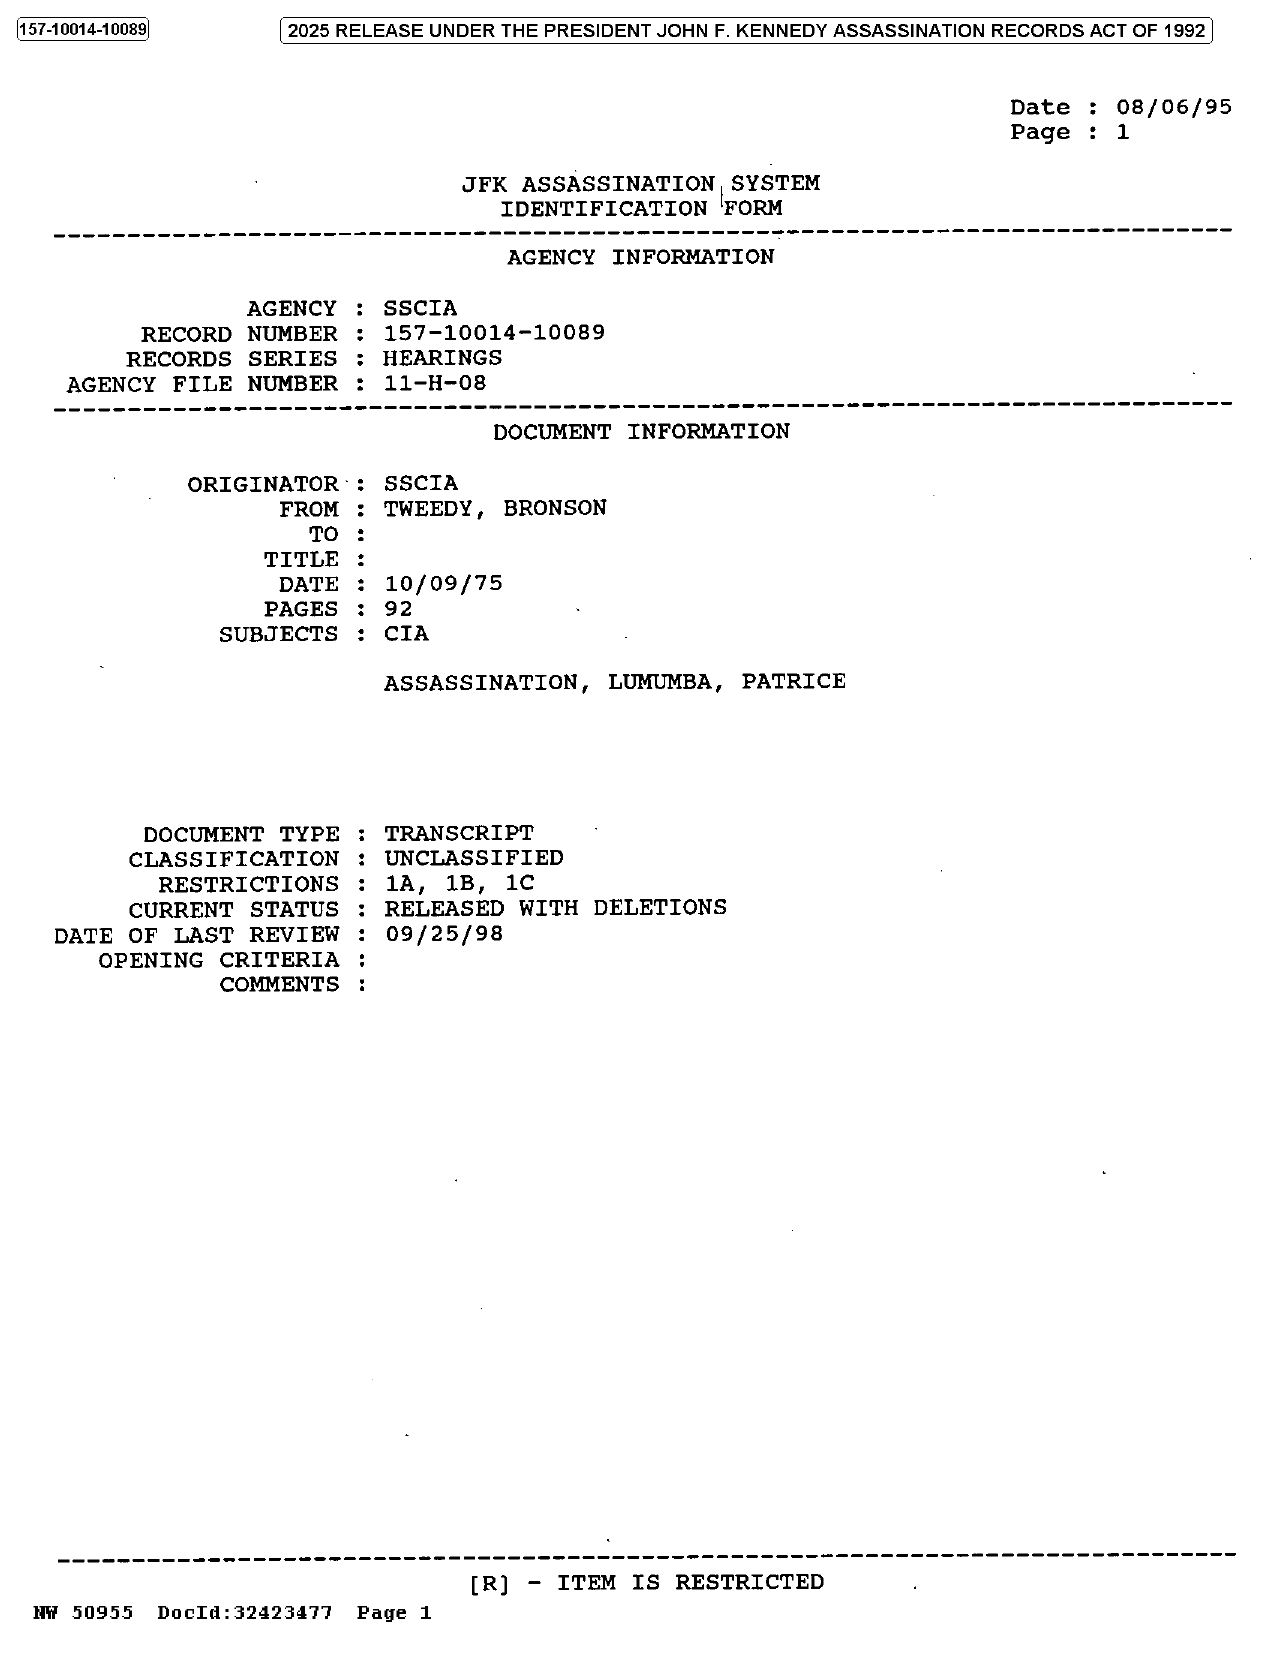 157-10014-10089
2025 RELEASE UNDER THE PRESIDENT JOHN F. KENNEDY ASSASSINATION RECORDS ACT OF 1992
Date : 08/06/95
Page : 1
JFK ASSASSINATION SYSTEM
IDENTIFICATION FORM
AGENCY INFORMATION
AGENCY : SSCIA
RECORD NUMBER : 157-10014-10089
RECORDS SERIES : HEARINGS
AGENCY FILE NUMBER : 11-H-08
DOCUMENT INFORMATION
ORIGINATOR : SSCIA
FROM : TWEEDY, BRONSON
TO :
TITLE :
DATE : 10/09/75
PAGES : 92
SUBJECTS : CIA
ASSASSINATION, LUMUMBA, PATRICE
DOCUMENT TYPE : TRANSCRIPT
CLASSIFICATION : UNCLASSIFIED
RESTRICTIONS : 1A, 1B, 1C
CURRENT STATUS : RELEASED WITH DELETIONS
DATE OF LAST REVIEW : 09/25/98
OPENING CRITERIA :
COMMENTS :
[R] - ITEM IS RESTRICTED
NW 50955 DocId:32423477 Page 1